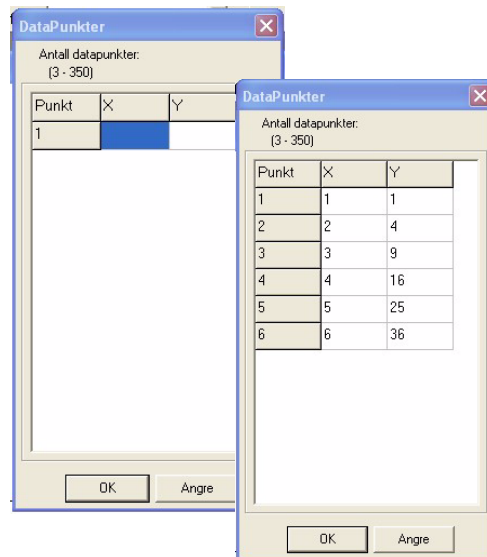 DataPunkter
Antall datapunkter:
(3 - 350)
Punkt X Y
1
OK Angre
DataPunkter
Antall datapunkter:
(3 - 350)
Punkt X Y
1 1 1
2 2 4
3 3 9
4 4 16
5 5 25
6 6 36
OK Angre